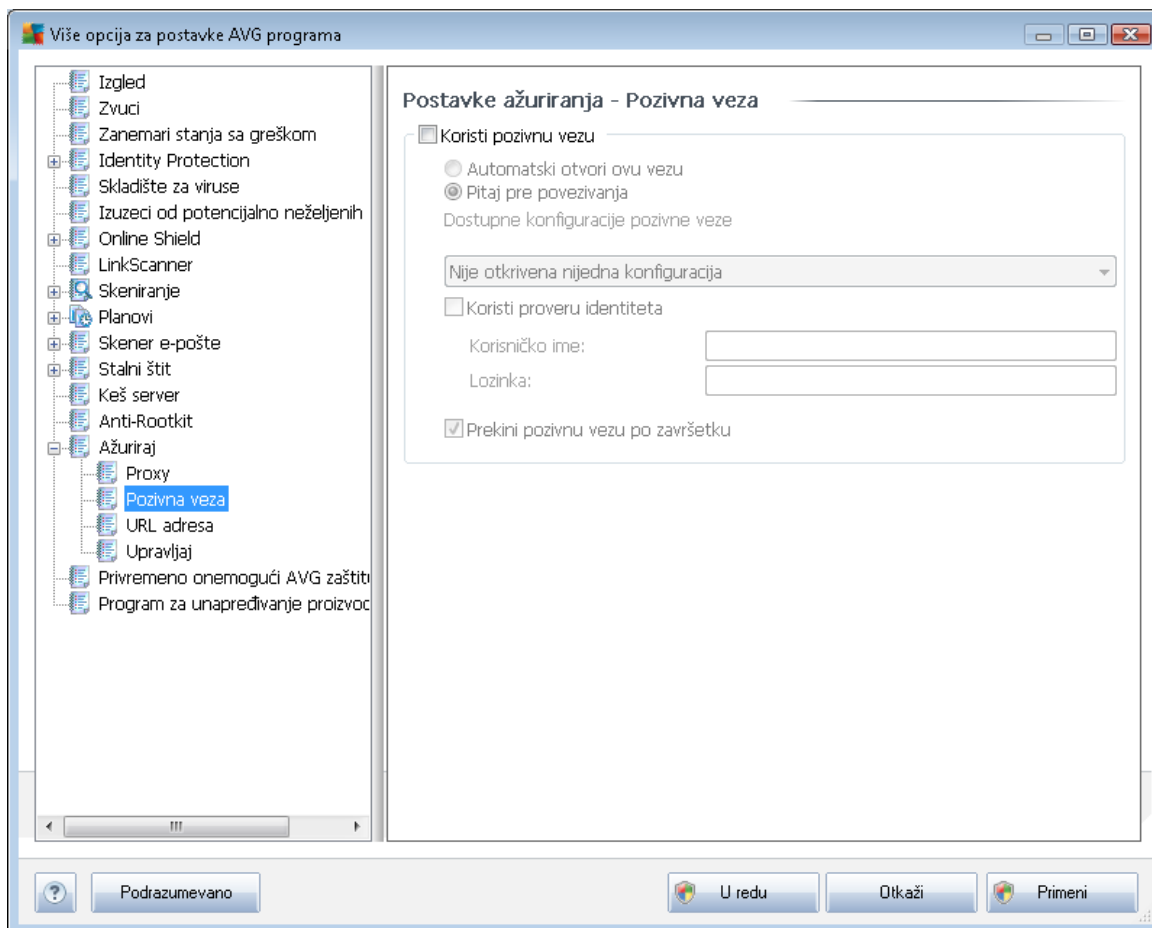 Više opcija za postavke AVG programa
Izgled
Zvuci
Zanemari stanja sa greškom
Identity Protection
Skladište za viruse
Izuzeci od potencijalno neželjenih
Online Shield
LinkScanner
Skeniranje
Planovi
Skener e-pošte
Stalni štit
Keš server
Anti-Rootkit
Ažuriraj
Proxy
Pozivna veza
URL adresa
Upravljaj
Privremeno onemogući AVG zaštitu
Program za unapređivanje proizvod
Postavke ažuriranja - Pozivna veza
Koristi pozivnu vezu
Automatski otvori ovu vezu
Pitaj pre povezivanja
Dostupne konfiguracije pozivne veze
Nije otkrivena nijedna konfiguracija
Koristi proveru identiteta
Korisničko ime:
Lozinka:
Prekini pozivnu vezu po završetku
?
Podrazumevano
U redu
Otkaži
Primeni